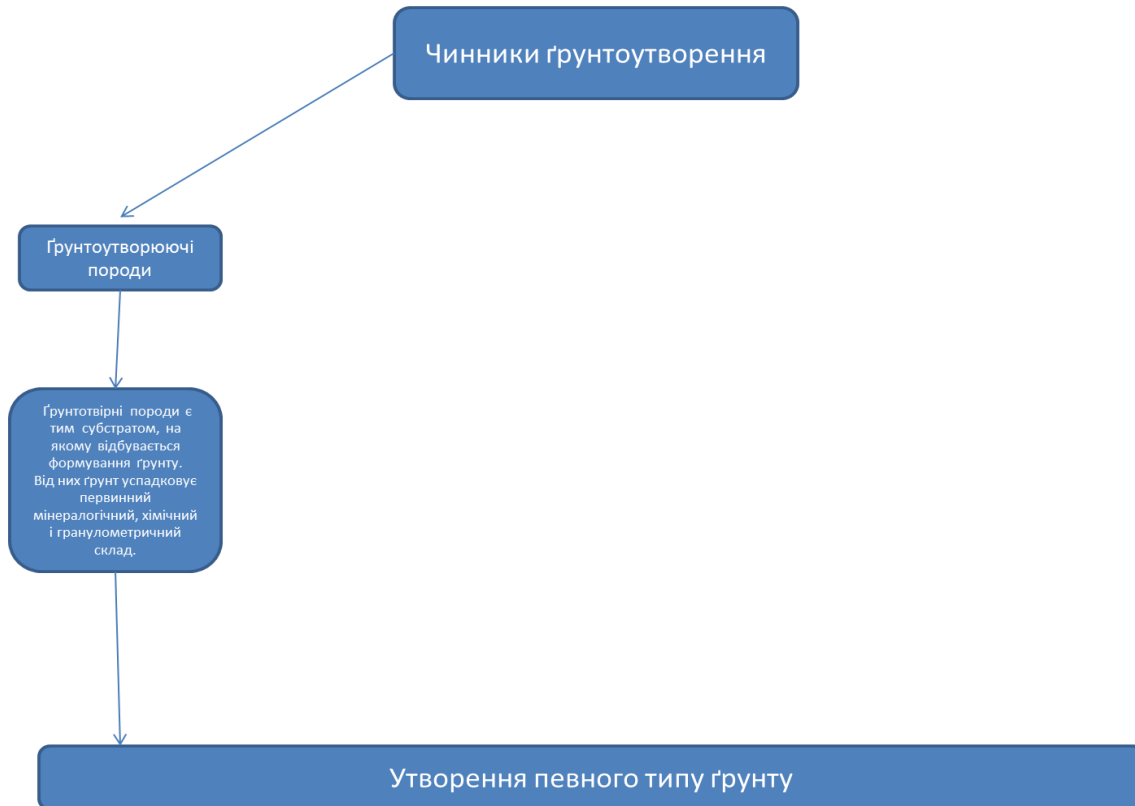 Чинники ґрунтоутворення
Ґрунтоутворюючі
породи
Ґрунтотвірні породи є
тим субстратом, на
якому відбувається
формування ґрунту.
Від них ґрунт успадковує
первинний
мінералогічний, хімічний
і гранулометричний
склад.
Утворення певного типу ґрунту